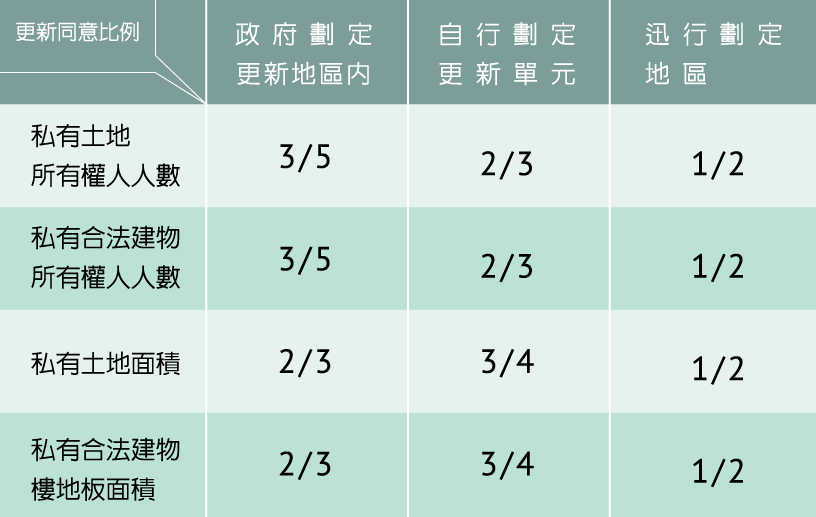 更新同意比例
政府劃定
更新地區內
自行劃定
更新單元
迅行劃定
地區
私有土地
所有權人人數
3/5
2/3
1/2
私有合法建物
所有權人人數
3/5
2/3
1/2
私有土地面積
2/3
3/4
1/2
私有合法建物
樓地板面積
2/3
3/4
1/2